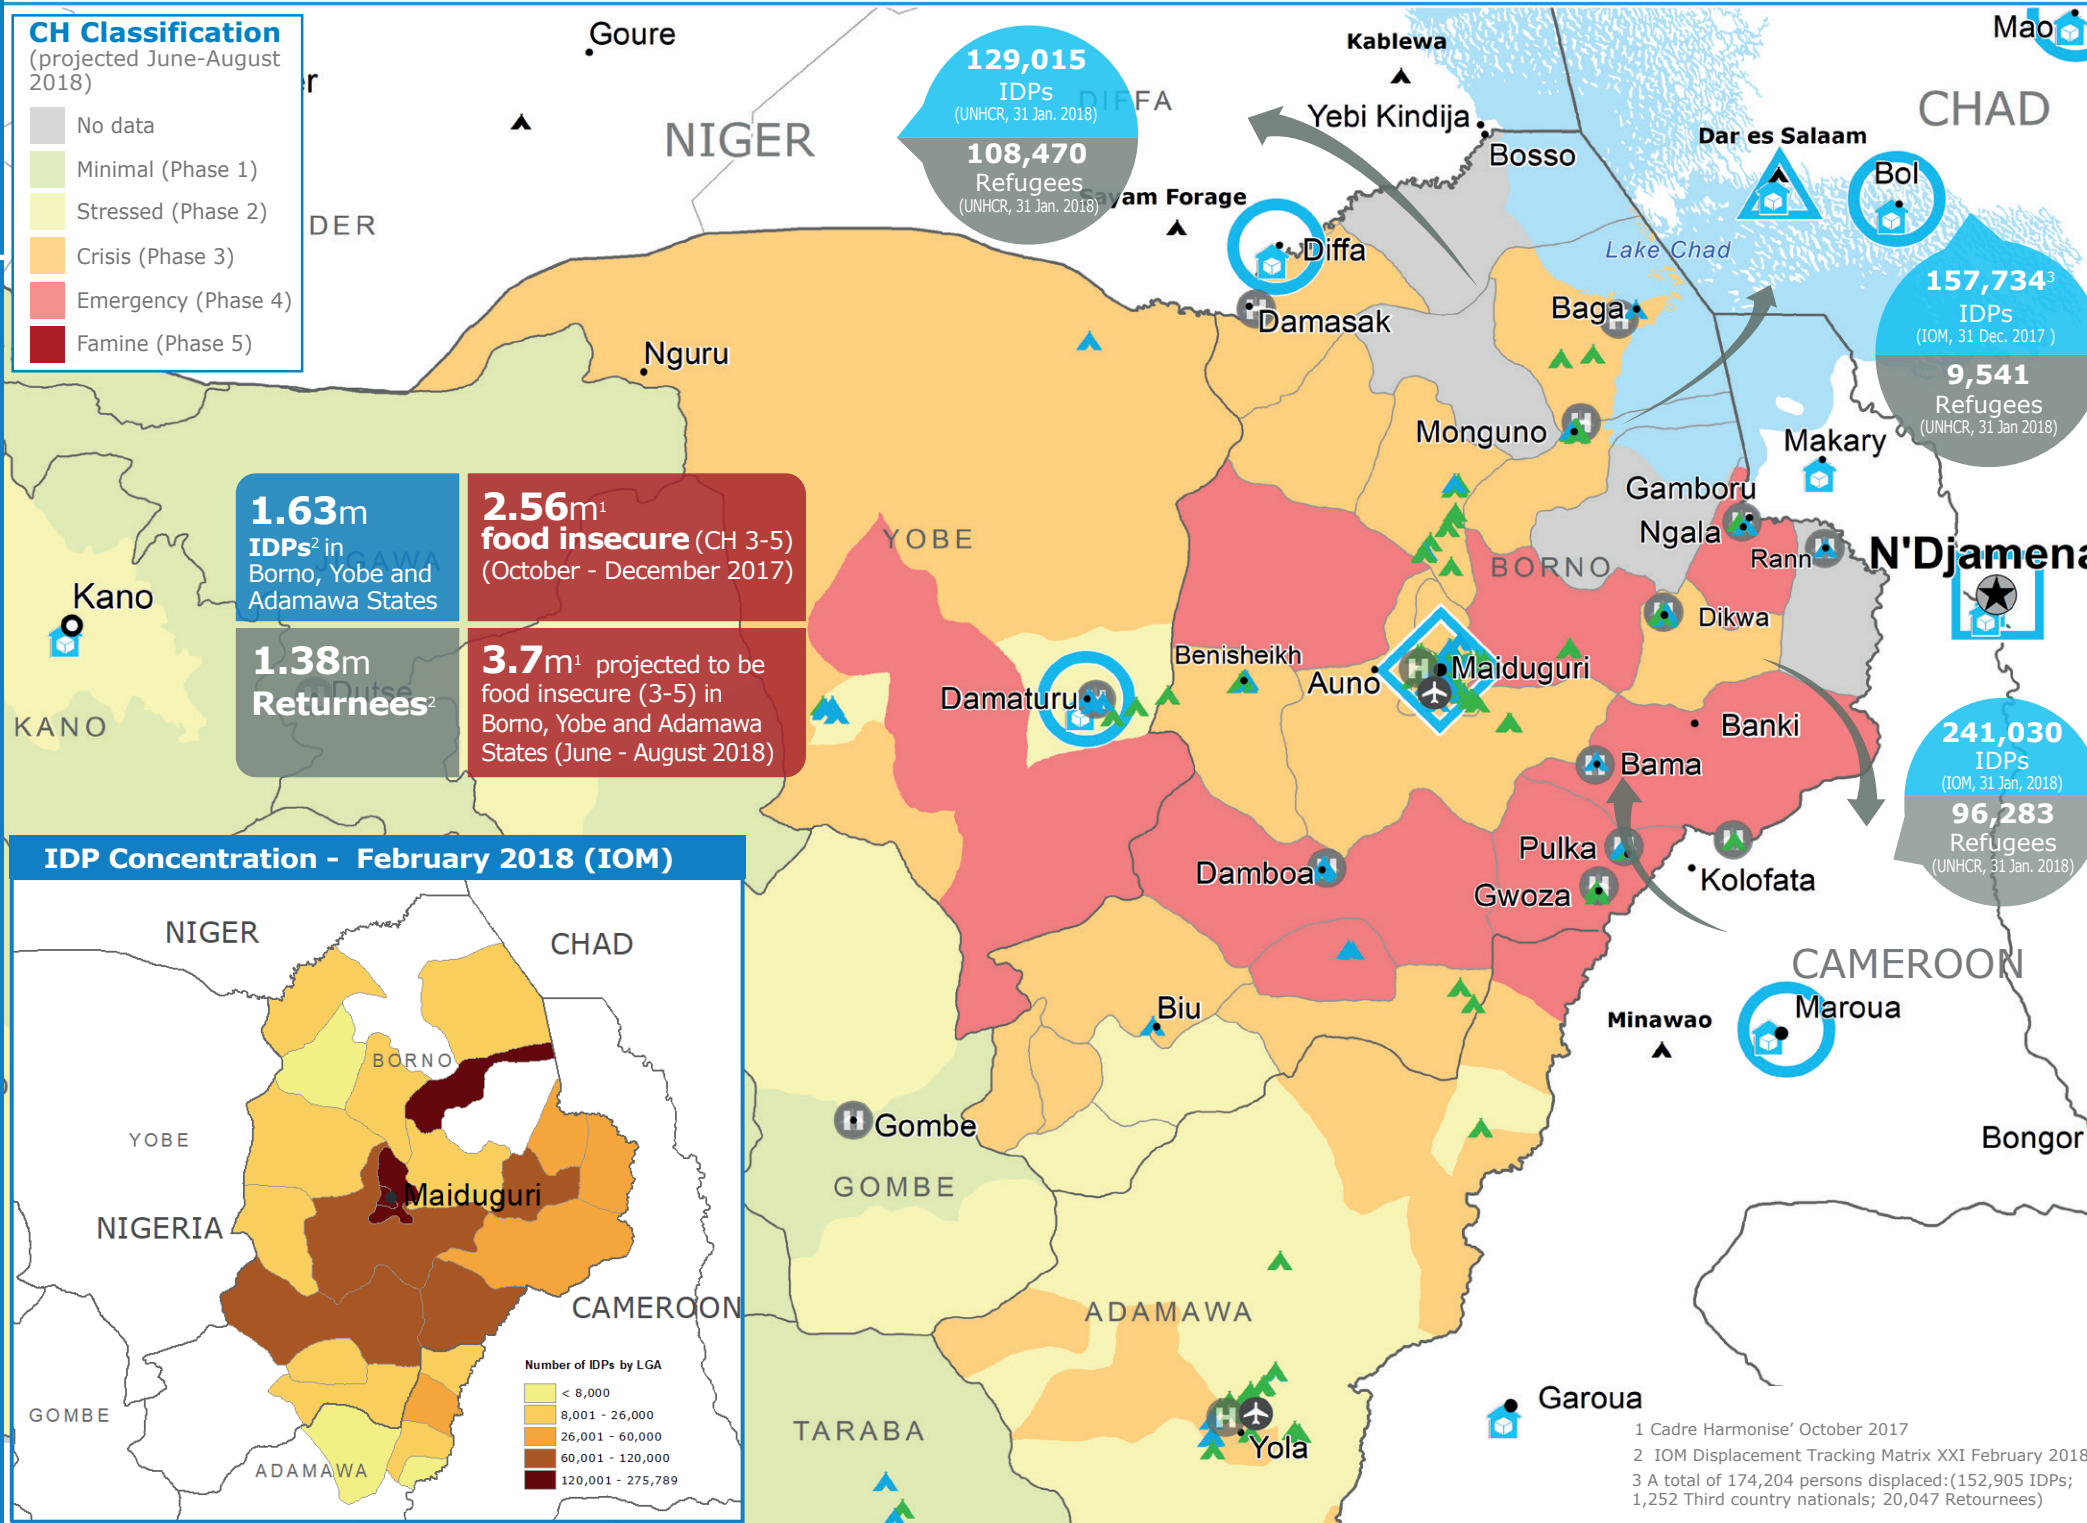 CH Classification
(projected June-August
2018)
No data
Minimal (Phase 1)
Stressed (Phase 2)
Crisis (Phase 3)
Emergency (Phase 4)
Famine (Phase 5)
r
DER
Goure
NIGER
DIFFA
129,015
IDPs
(UNHCR, 31 Jan. 2018)
108,470
Refugees
(UNHCR, 31 Jan. 2018)
Kablewa
Yebi Kindija
Bosso
Sayam Forage
Diffa
Damasak
Mao
CHAD
Dar es Salaam
Bol
Lake Chad
157,734³
IDPs
(IOM, 31 Dec. 2017 )
9,541
Refugees
(UNHCR, 31 Jan 2018)
Baga
Nguru
Monguno
Makary
Gamboru
Ngala
Rann
N'Djamena
YOBE
BORNO
Dikwa
1.63m
IDPs² in
Borno, Yobe and
Adamawa States
JIGAWA
2.56m¹
food insecure (CH 3-5)
(October - December 2017)
1.38m
Returnees²
Dutse
3.7m¹ projected to be
food insecure (3-5) in
Borno, Yobe and Adamawa
States (June - August 2018)
Kano
KANO
Benisheikh
Auno
Maiduguri
Damaturu
Banki
Bama
241,030
IDPs
(IOM, 31 Jan, 2018)
96,283
Refugees
(UNHCR, 31 Jan. 2018)
Pulka
Damboa
Gwoza
Kolofata
CAMEROON
Biu
Minawao
Maroua
Gombe
GOMBE
Bongor
ADAMAWA
TARABA
Yola
Garoua
IDP Concentration - February 2018 (IOM)
NIGER
CHAD
BORNO
YOBE
Maiduguri
NIGERIA
CAMEROON
GOMBE
ADAMAWA
Number of IDPs by LGA
< 8,000
8,001 - 26,000
26,001 - 60,000
60,001 - 120,000
120,001 - 275,789
1 Cadre Harmonise’ October 2017
2 IOM Displacement Tracking Matrix XXI February 2018
3 A total of 174,204 persons displaced:(152,905 IDPs;
1,252 Third country nationals; 20,047 Retournees)